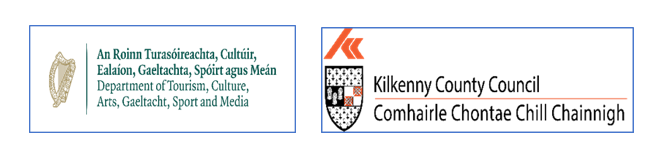 An Roinn Turasóireachta, Cultúir,
Ealaíon, Gaeltachta, Spóirt agus Meán
Department of Tourism, Culture,
Arts, Gaeltacht, Sport and Media
Kilkenny County Council
Comhairle Chontae Chill Chainnigh